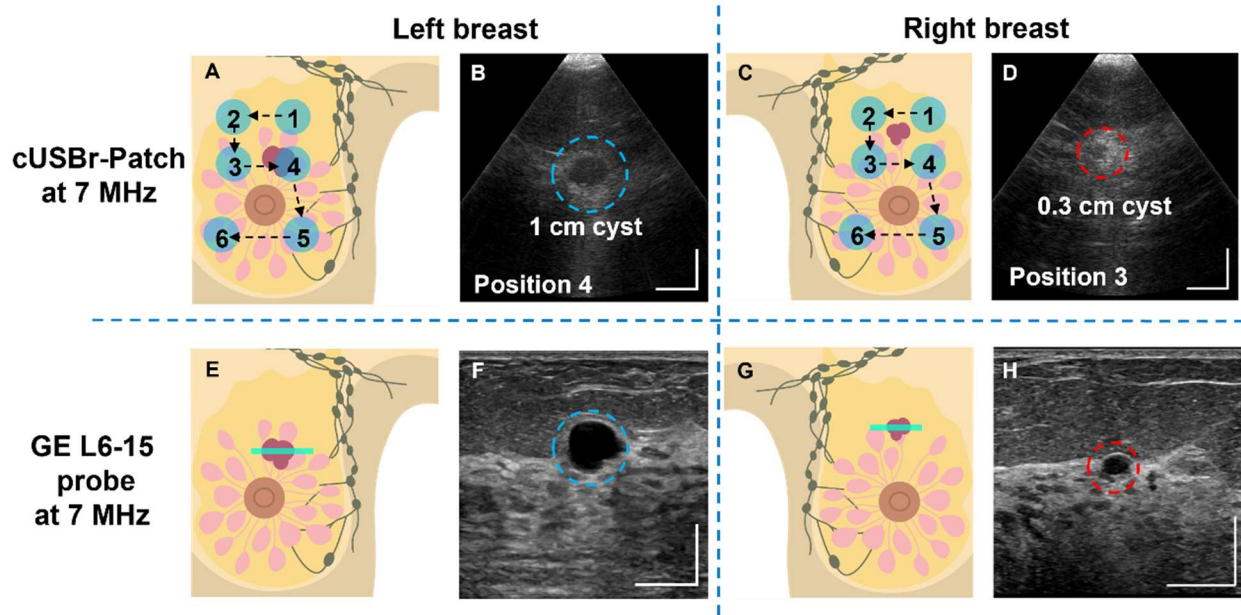 Left breast
Right breast
cUSBr-Patch
at 7 MHz
A
2
1
3
4
6
5
B
1 cm cyst
Position 4
C
2
1
3
4
6
5
D
0.3 cm cyst
Position 3
GE L6-15
probe
at 7 MHz
E
F
G
H